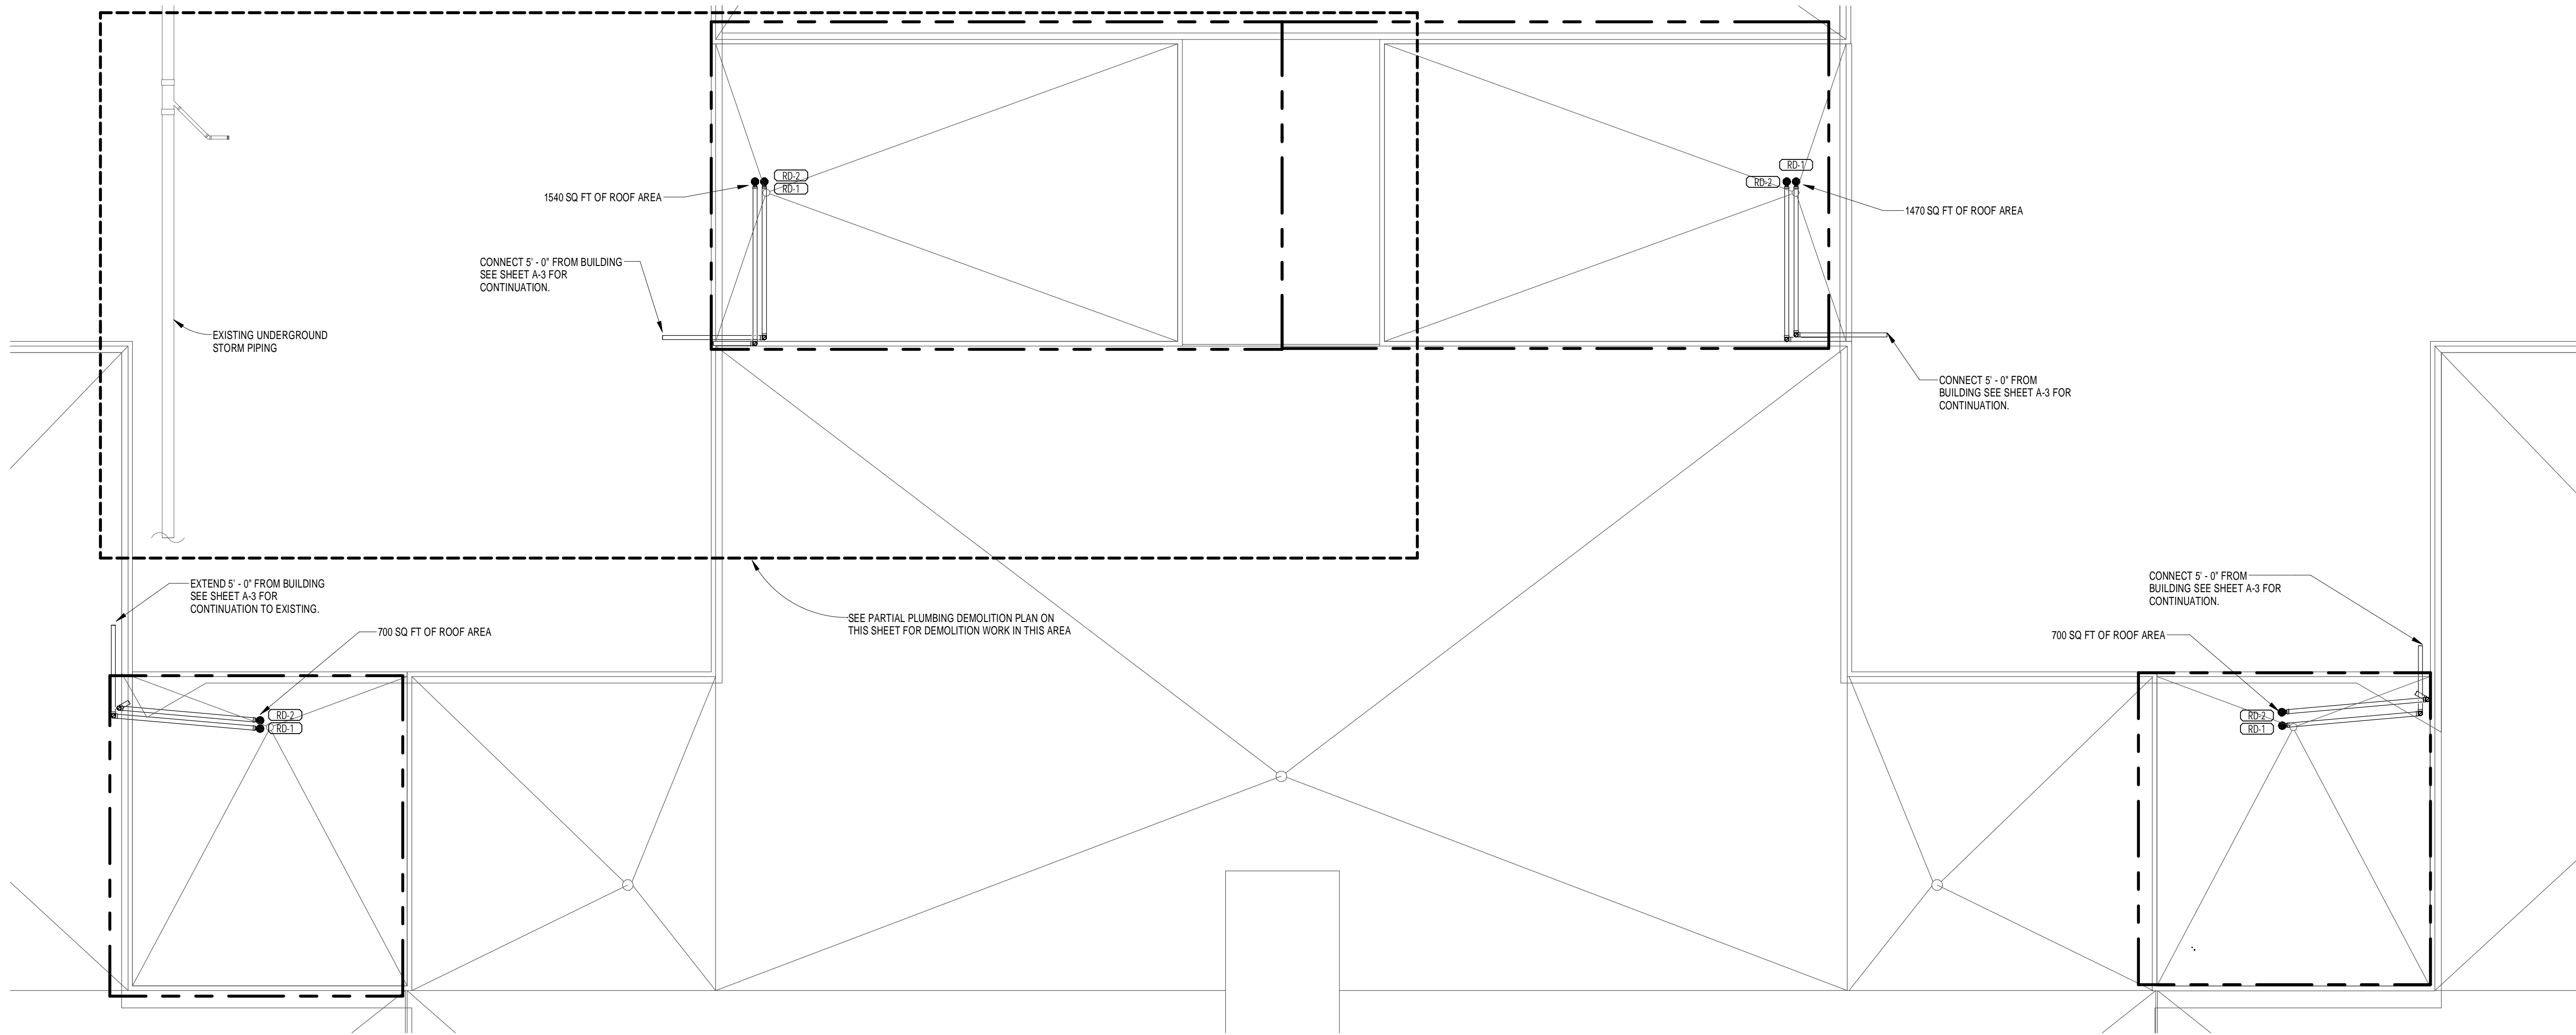 RD-2
RD-1
1540 SQ FT OF ROOF AREA
RD-1
RD-2
1470 SQ FT OF ROOF AREA
CONNECT 5' - 0" FROM BUILDING
SEE SHEET A-3 FOR
CONTINUATION.
EXISTING UNDERGROUND
STORM PIPING
CONNECT 5' - 0" FROM
BUILDING SEE SHEET A-3 FOR
CONTINUATION.
EXTEND 5' - 0" FROM BUILDING
SEE SHEET A-3 FOR
CONTINUATION TO EXISTING.
700 SQ FT OF ROOF AREA
SEE PARTIAL PLUMBING DEMOLITION PLAN ON
THIS SHEET FOR DEMOLITION WORK IN THIS AREA
CONNECT 5' - 0" FROM
BUILDING SEE SHEET A-3 FOR
CONTINUATION.
700 SQ FT OF ROOF AREA
RD-2
RD-1
RD-2
RD-1